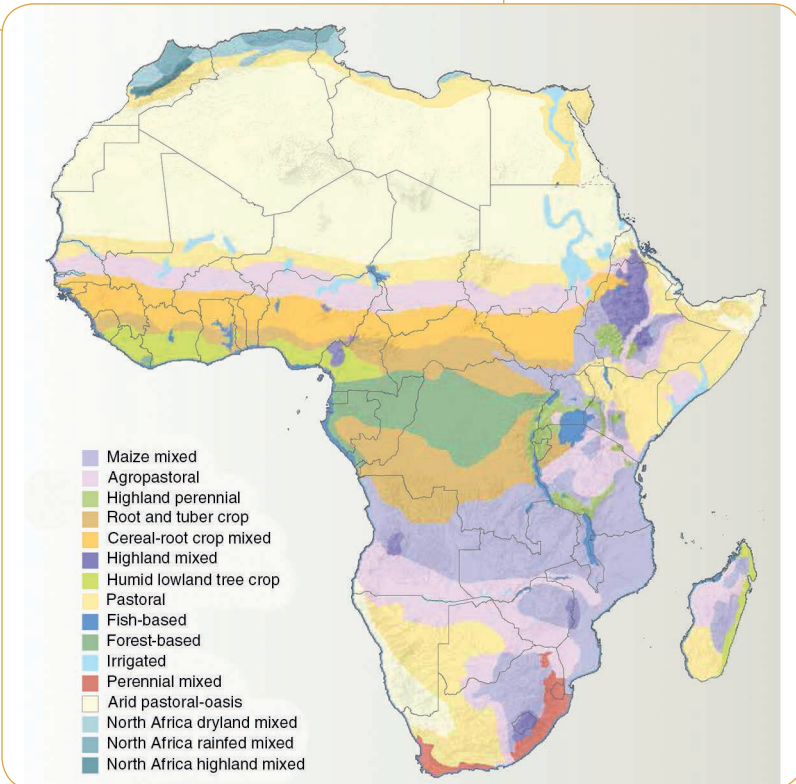 Maize mixed
Agropastoral
Highland perennial
Root and tuber crop
Cereal-root crop mixed
Highland mixed
Humid lowland tree crop
Pastoral
Fish-based
Forest-based
Irrigated
Perennial mixed
Arid pastoral-oasis
North Africa dryland mixed
North Africa rainfed mixed
North Africa highland mixed